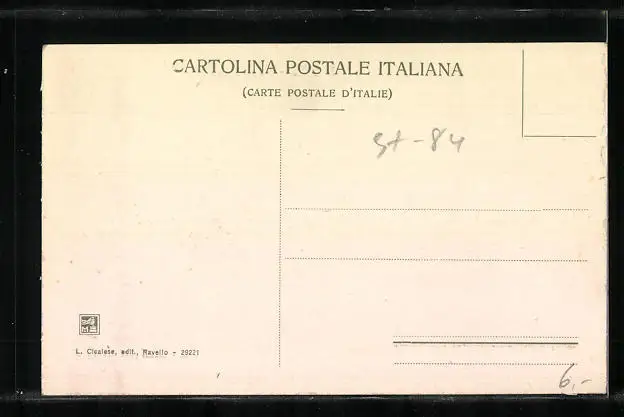 CARTOLINA POSTALE ITALIANA
(CARTE POSTALE D'ITALIE)
St-84
L. Cicalese, edit., Ravello - 29221
6,-